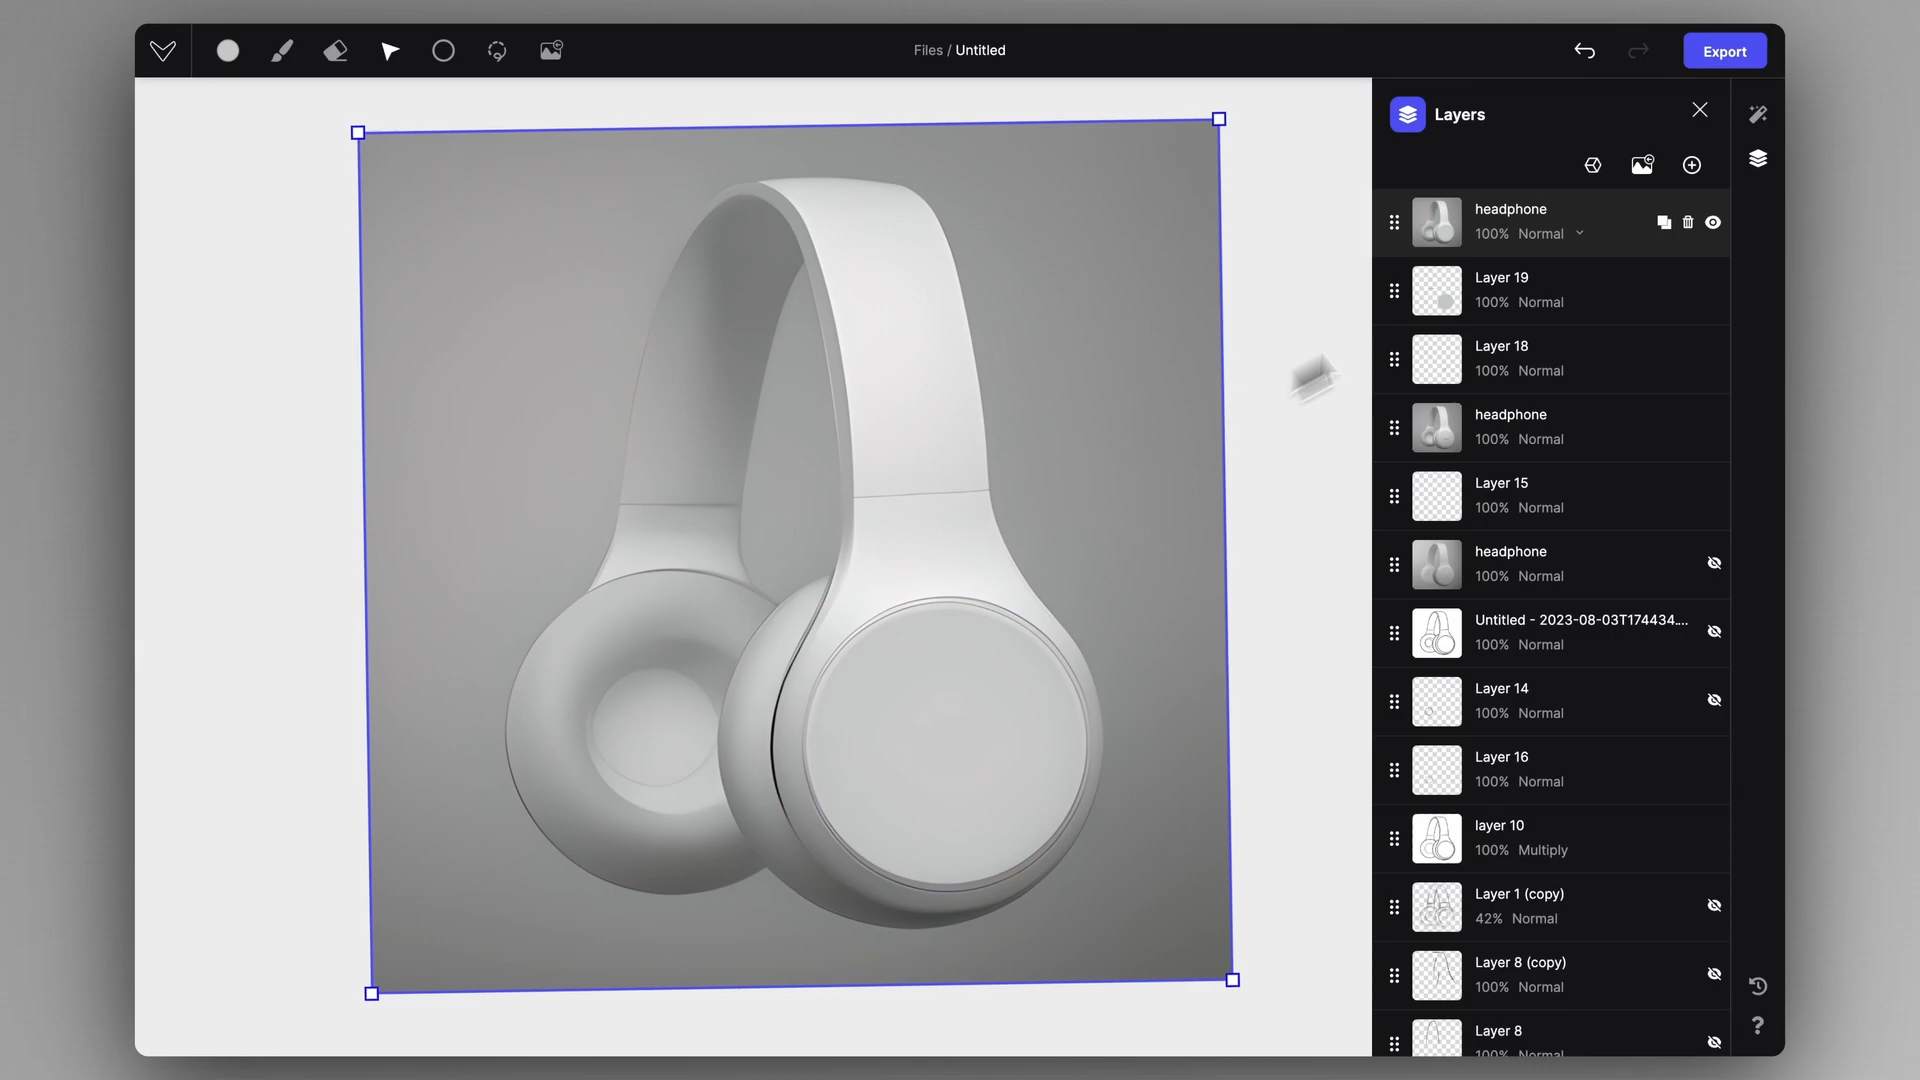 Files / Untitled
Export
Layers
headphone
100% Normal
Layer 19
100% Normal
Layer 18
100% Normal
headphone
100% Normal
Layer 15
100% Normal
headphone
100% Normal
Untitled - 2023-08-03T174434....
100% Normal
Layer 14
100% Normal
Layer 16
100% Normal
layer 10
100% Multiply
Layer 1 (copy)
42% Normal
Layer 8 (copy)
100% Normal
Layer 8
100% Normal
?